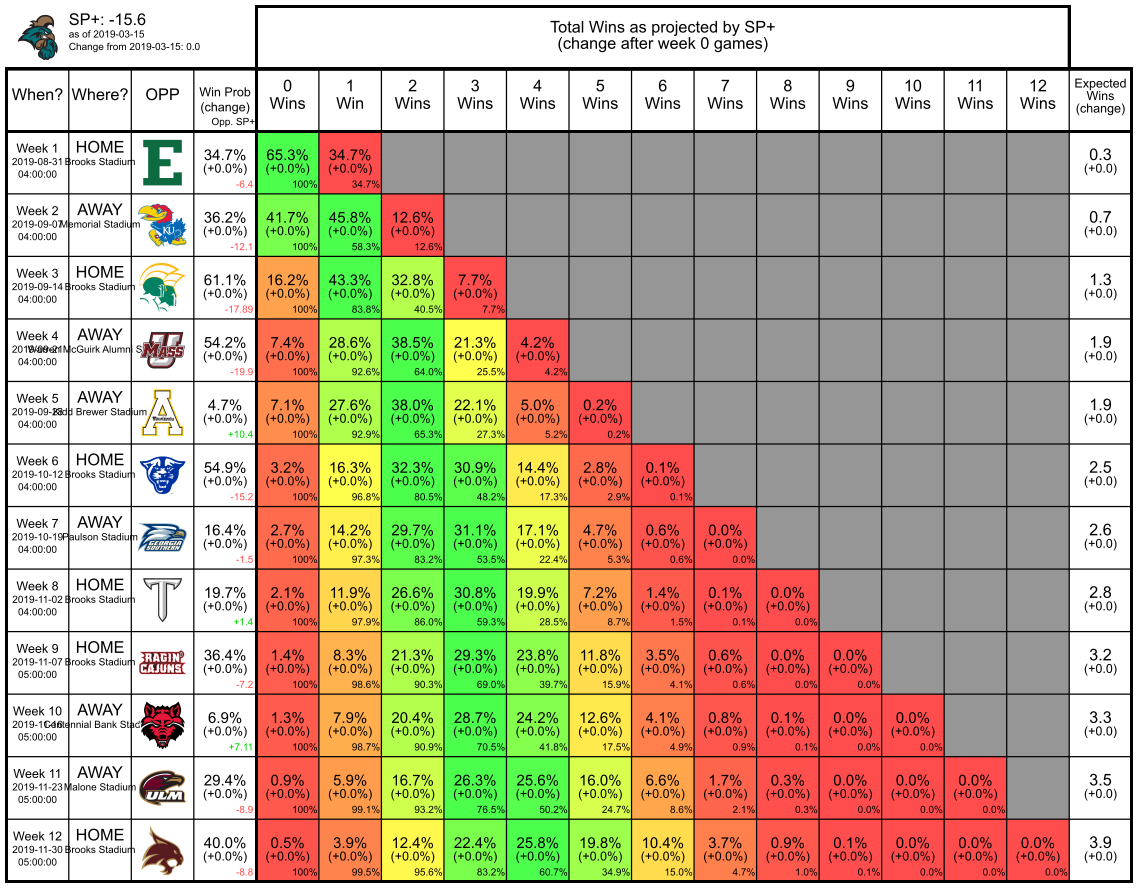 SP+: -15.6
as of 2019-03-15
Change from 2019-03-15: 0.0
Total Wins as projected by SP+
(change after week 0 games)
When? Where? OPP Win Prob (change) Opp. SP+ 0 Wins 1 Win 2 Wins 3 Wins 4 Wins 5 Wins 6 Wins 7 Wins 8 Wins 9 Wins 10 Wins 11 Wins 12 Wins Expected Wins (change)
Week 1 HOME 34.7% 65.3% 34.7% 0.3
2019-08-31 Brooks Stadium (+0.0%) (+0.0%) (+0.0%) (+0.0)
04:00:00 E -6.4 100% 34.7%
Week 2 AWAY 36.2% 41.7% 45.8% 12.6% 0.7
2019-09-07 Memorial Stadium KU (+0.0%) (+0.0%) (+0.0%) (+0.0%) (+0.0)
04:00:00 -12.1 100% 58.3% 12.6%
Week 3 HOME 61.1% 16.2% 43.3% 32.8% 7.7% 1.3
2019-09-14 Brooks Stadium (+0.0%) (+0.0%) (+0.0%) (+0.0%) (+0.0%) (+0.0)
04:00:00 -17.89 100% 83.8% 40.5% 7.7%
Week 4 AWAY 54.2% 7.4% 28.6% 38.5% 21.3% 4.2% 1.9
McGuirk Alumni MASS (+0.0%) (+0.0%) (+0.0%) (+0.0%) (+0.0%) (+0.0%) (+0.0)
04:00:00 -19.9 100% 92.6% 64.0% 25.5% 4.2%
Week 5 AWAY 4.7% 7.1% 27.6% 38.0% 22.1% 5.0% 0.2% 1.9
Brewer Stadium A (+0.0%) (+0.0%) (+0.0%) (+0.0%) (+0.0%) (+0.0%) (+0.0%) (+0.0)
04:00:00 +10.4 100% 92.9% 65.3% 27.3% 5.2% 0.2%
Week 6 HOME 54.9% 3.2% 16.3% 32.3% 30.9% 14.4% 2.8% 0.1% 2.5
2019-10-12 Brooks Stadium (+0.0%) (+0.0%) (+0.0%) (+0.0%) (+0.0%) (+0.0%) (+0.0%) (+0.0%) (+0.0)
04:00:00 -15.2 100% 96.8% 80.5% 48.2% 17.3% 2.9% 0.1%
Week 7 AWAY 16.4% 2.7% 14.2% 29.7% 31.1% 17.1% 4.7% 0.6% 0.0% 2.6
2019-10-19 Paulson Stadium GEORGIA SOUTHERN (+0.0%) (+0.0%) (+0.0%) (+0.0%) (+0.0%) (+0.0%) (+0.0%) (+0.0%) (+0.0%) (+0.0)
04:00:00 -1.5 100% 97.3% 83.2% 53.5% 22.4% 5.3% 0.6% 0.0%
Week 8 HOME 19.7% 2.1% 11.9% 26.6% 30.8% 19.9% 7.2% 1.4% 0.1% 0.0% 2.8
2019-11-02 Brooks Stadium T (+0.0%) (+0.0%) (+0.0%) (+0.0%) (+0.0%) (+0.0%) (+0.0%) (+0.0%) (+0.0%) (+0.0%) (+0.0)
04:00:00 +1.4 100% 97.9% 86.0% 59.3% 28.5% 8.7% 1.5% 0.1% 0.0%
Week 9 HOME 36.4% 1.4% 8.3% 21.3% 29.3% 23.8% 11.8% 3.5% 0.6% 0.0% 0.0% 3.2
2019-11-07 Brooks Stadium RAGIN' CAJUNS (+0.0%) (+0.0%) (+0.0%) (+0.0%) (+0.0%) (+0.0%) (+0.0%) (+0.0%) (+0.0%) (+0.0%) (+0.0%) (+0.0)
05:00:00 -7.2 100% 98.6% 90.3% 69.0% 39.7% 15.9% 4.1% 0.6% 0.0% 0.0%
Week 10 AWAY 6.9% 1.3% 7.9% 20.4% 28.7% 24.2% 12.6% 4.1% 0.8% 0.1% 0.0% 0.0% 3.3
Bank (+0.0%) (+0.0%) (+0.0%) (+0.0%) (+0.0%) (+0.0%) (+0.0%) (+0.0%) (+0.0%) (+0.0%) (+0.0%) (+0.0%) (+0.0)
05:00:00 +7.11 100% 98.7% 90.9% 70.5% 41.8% 17.5% 4.9% 0.9% 0.1% 0.0% 0.0%
Week 11 AWAY 29.4% 0.9% 5.9% 16.7% 26.3% 25.6% 16.0% 6.6% 1.7% 0.3% 0.0% 0.0% 0.0% 3.5
2019-11-23 Malone Stadium ULM (+0.0%) (+0.0%) (+0.0%) (+0.0%) (+0.0%) (+0.0%) (+0.0%) (+0.0%) (+0.0%) (+0.0%) (+0.0%) (+0.0%) (+0.0%) (+0.0)
05:00:00 -8.9 100% 99.1% 93.2% 76.5% 50.2% 24.7% 8.6% 2.1% 0.3% 0.0% 0.0% 0.0%
Week 12 HOME 40.0% 0.5% 3.9% 12.4% 22.4% 25.8% 19.8% 10.4% 3.7% 0.9% 0.1% 0.0% 0.0% 0.0% 3.9
2019-11-30 Brooks Stadium (+0.0%) (+0.0%) (+0.0%) (+0.0%) (+0.0%) (+0.0%) (+0.0%) (+0.0%) (+0.0%) (+0.0%) (+0.0%) (+0.0%) (+0.0%) (+0.0%) (+0.0)
05:00:00 -8.8 100% 99.5% 95.6% 83.2% 60.7% 34.9% 15.0% 4.7% 1.0% 0.1% 0.0% 0.0% 0.0%